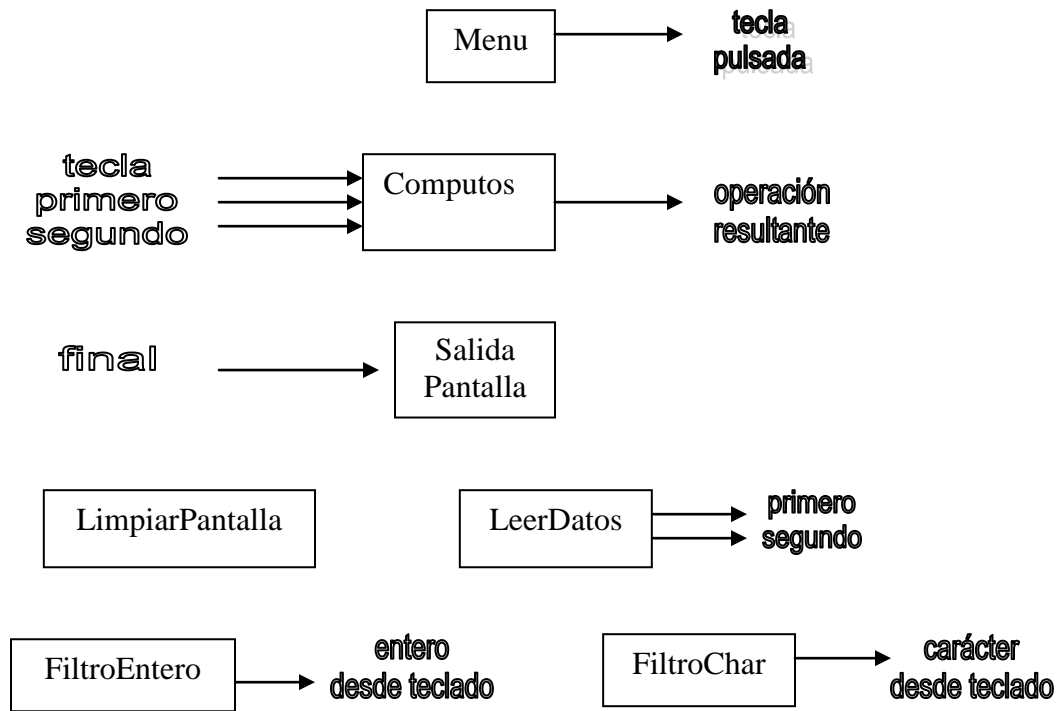 Menu
tecla
pulsada
tecla
primero
segundo
Computos
operación
resultante
final
Salida
Pantalla
LimpiarPantalla
LeerDatos
primero
segundo
FiltroEntero
entero
desde teclado
FiltroChar
carácter
desde teclado